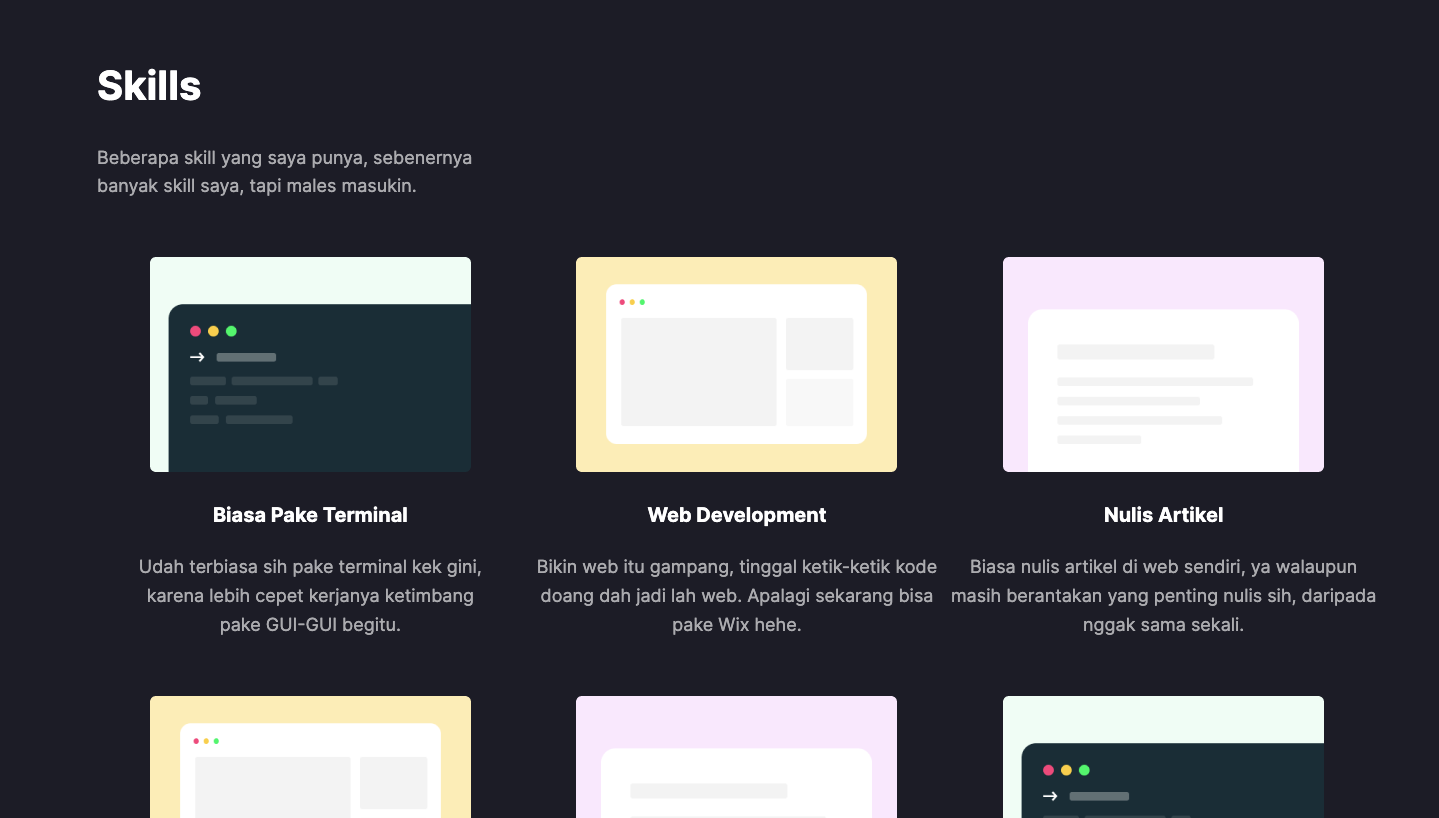 Skills
Beberapa skill yang saya punya, sebenernya
banyak skill saya, tapi males masukin.
Biasa Pake Terminal
Udah terbiasa sih pake terminal kek gini,
karena lebih cepet kerjanya ketimbang
pake GUI-GUI begitu.
Web Development
Bikin web itu gampang, tinggal ketik-ketik kode
doang dah jadi lah web. Apalagi sekarang bisa
pake Wix hehe.
Nulis Artikel
Biasa nulis artikel di web sendiri, ya walaupun
masih berantakan yang penting nulis sih, daripada
nggak sama sekali.